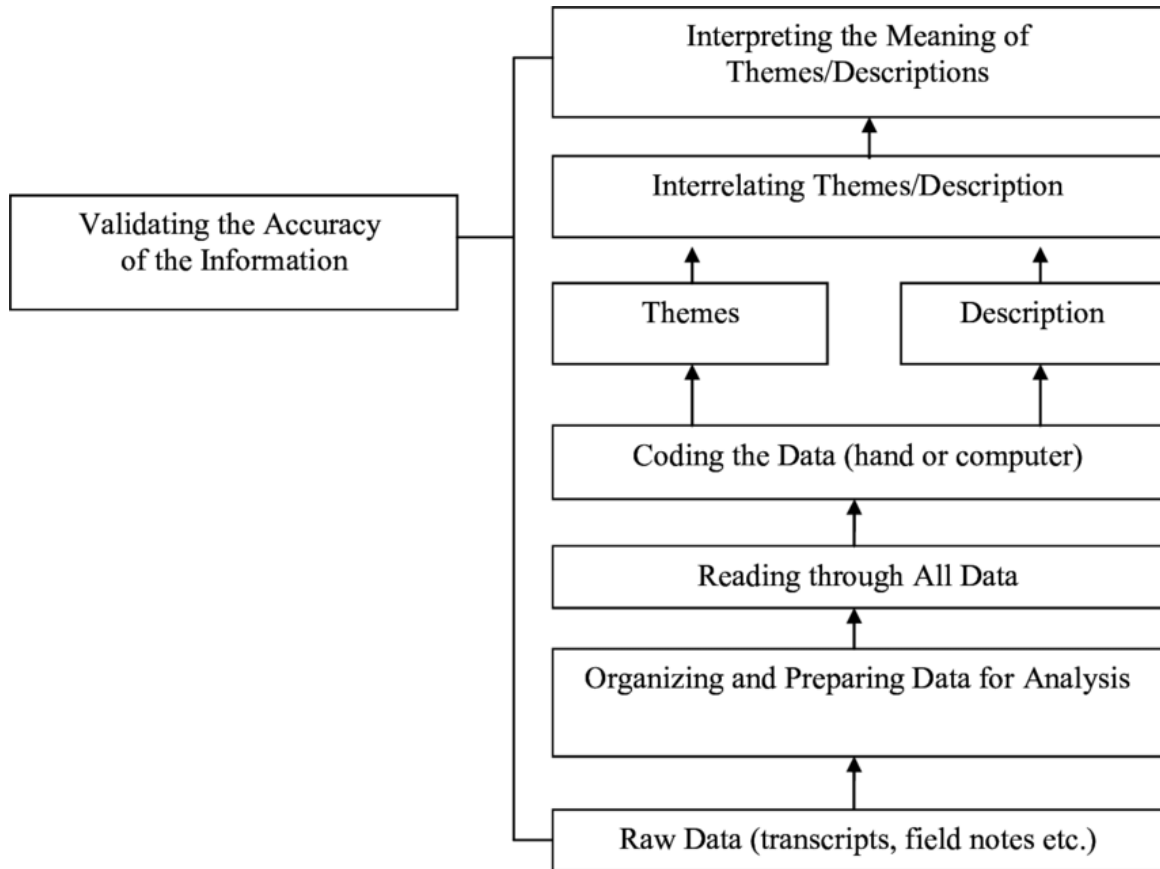 Interpreting the Meaning of
Themes/Descriptions
Interrelating Themes/Description
Validating the Accuracy
of the Information
Themes
Description
Coding the Data (hand or computer)
Reading through All Data
Organizing and Preparing Data for Analysis
Raw Data (transcripts, field notes etc.)